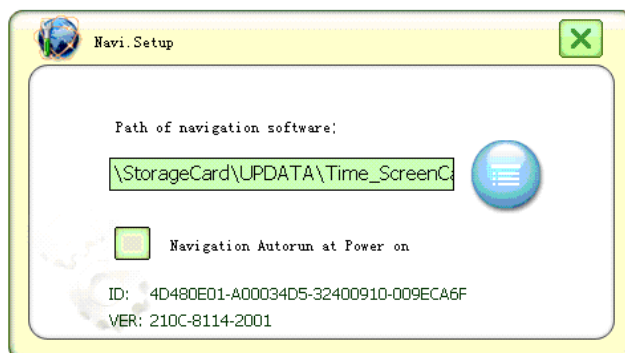 Navi.Setup
Path of navigation software:
\StorageCard\UPDATA\Time_ScreenCa
Navigation Autorun at Power on
ID: 4D480E01-A00034D5-32400910-009ECA6F
VER: 210C-8114-2001